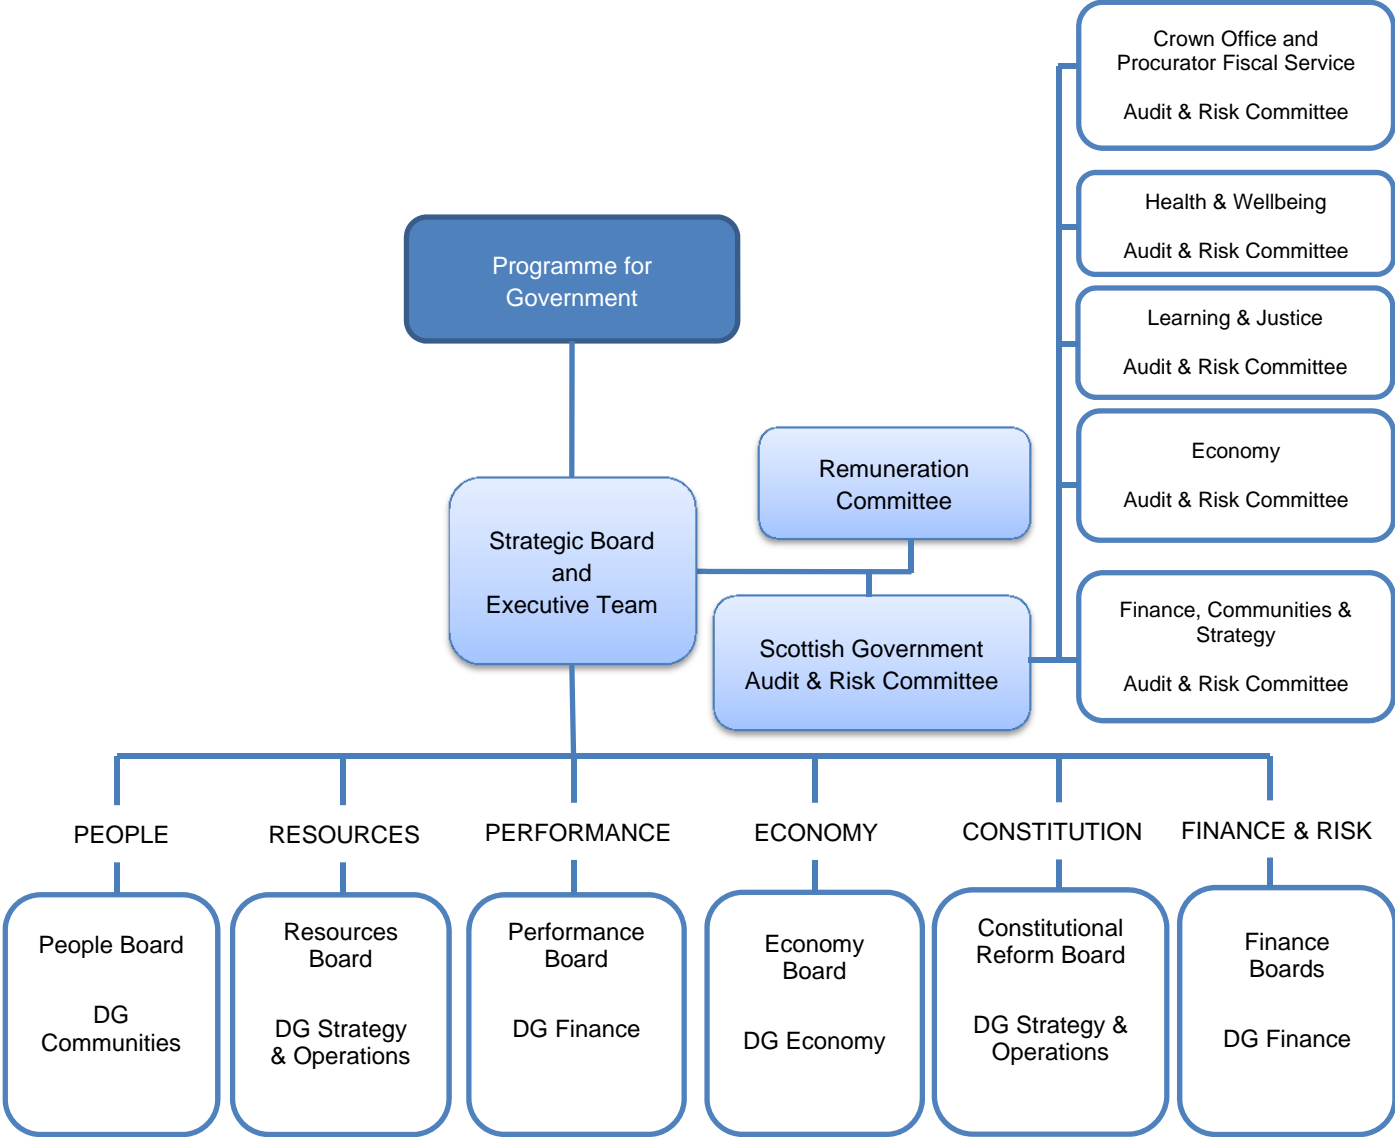 Crown Office and
Procurator Fiscal Service
Audit & Risk Committee
Health & Wellbeing
Audit & Risk Committee
Programme for
Government
Learning & Justice
Audit & Risk Committee
Remuneration
Committee
Economy
Audit & Risk Committee
Strategic Board
and
Executive Team
Scottish Government
Audit & Risk Committee
Finance, Communities &
Strategy
Audit & Risk Committee
PEOPLE
RESOURCES
PERFORMANCE
ECONOMY
CONSTITUTION
FINANCE & RISK
People Board
DG
Communities
Resources
Board
DG Strategy
& Operations
Performance
Board
DG Finance
Economy
Board
DG Economy
Constitutional
Reform Board
DG Strategy &
Operations
Finance
Boards
DG Finance